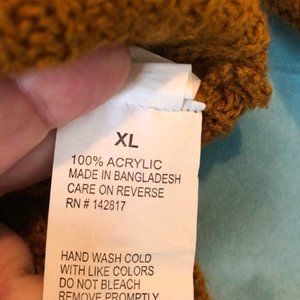 XL
100% ACRYLIC
MADE IN BANGLADESH
CARE ON REVERSE
RN # 142817
HAND WASH COLD
WITH LIKE COLORS
DO NOT BLEACH
REMOVE PROMPTLY